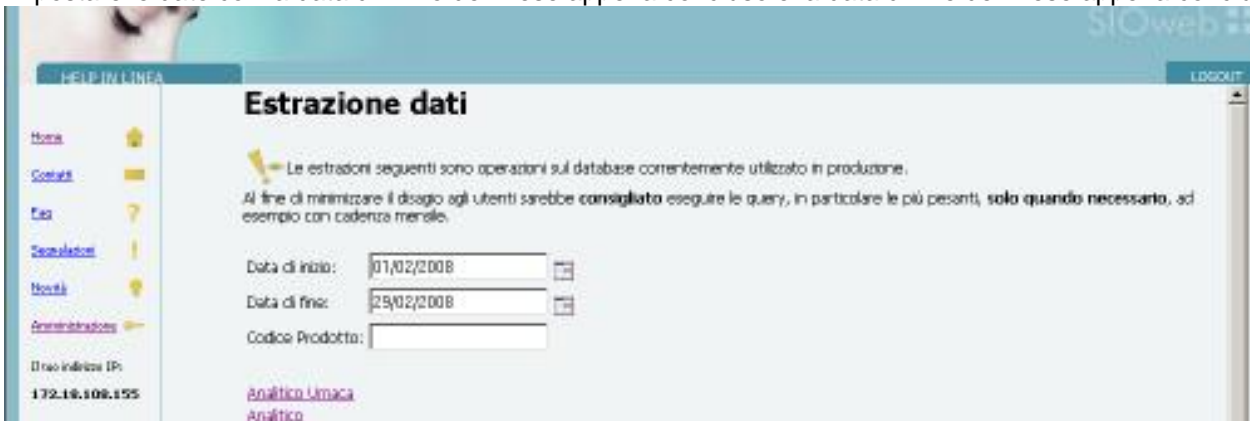 SIOweb
HELP IN LINEA
LOGOUT
Estrazione dati
Home
Contatti
Faq
Segnalazioni
Novità
Amministrazione
Il tuo indirizzo IP:
172.18.108.155
Le estrazioni seguenti sono operazioni sul database correntemente utilizzato in produzione.
Al fine di minimizzare il disagio agli utenti sarebbe consigliato eseguire le query, in particolare le più pesanti, solo quando necessario, ad
esempio con cadenza mensile.
Data di inizio: 01/02/2008
Data di fine: 29/02/2008
Codice Prodotto:
Analitico Umaca
Analitico